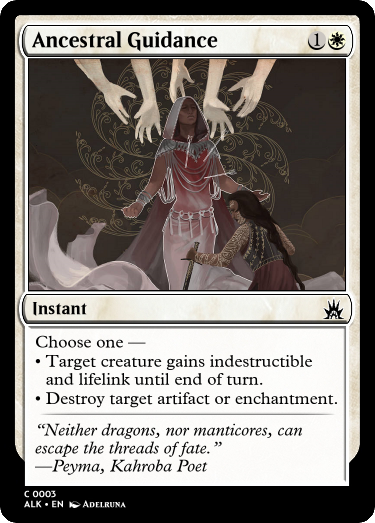 Ancestral Guidance 1
Instant
Choose one —
• Target creature gains indestructible
and lifelink until end of turn.
• Destroy target artifact or enchantment.
“Neither dragons, nor manticores, can
escape the threads of fate.”
—Peyma, Kahroba Poet
C 0003
ALK • EN Adelruna